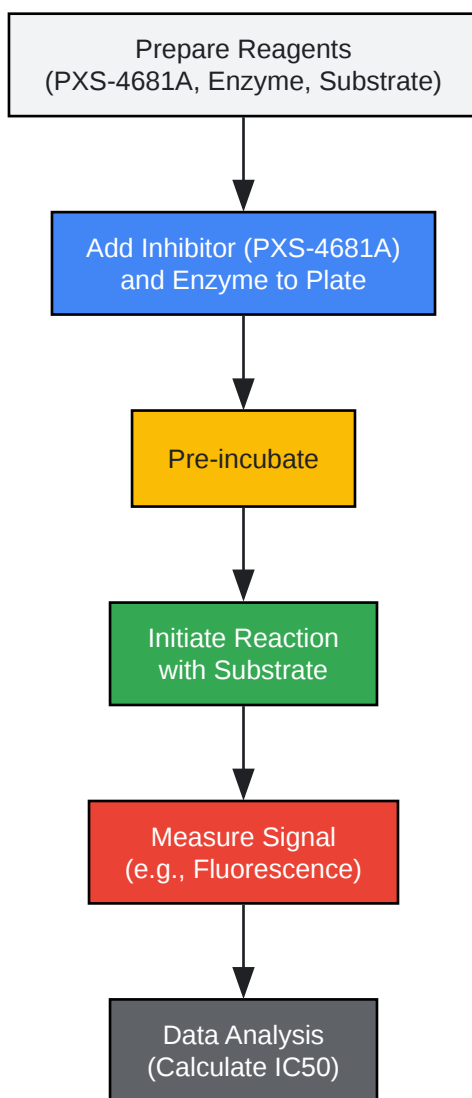 Prepare Reagents
(PXS-4681A, Enzyme, Substrate)
Add Inhibitor (PXS-4681A)
and Enzyme to Plate
Pre-incubate
Initiate Reaction
with Substrate
Measure Signal
(e.g., Fluorescence)
Data Analysis
(Calculate IC50)